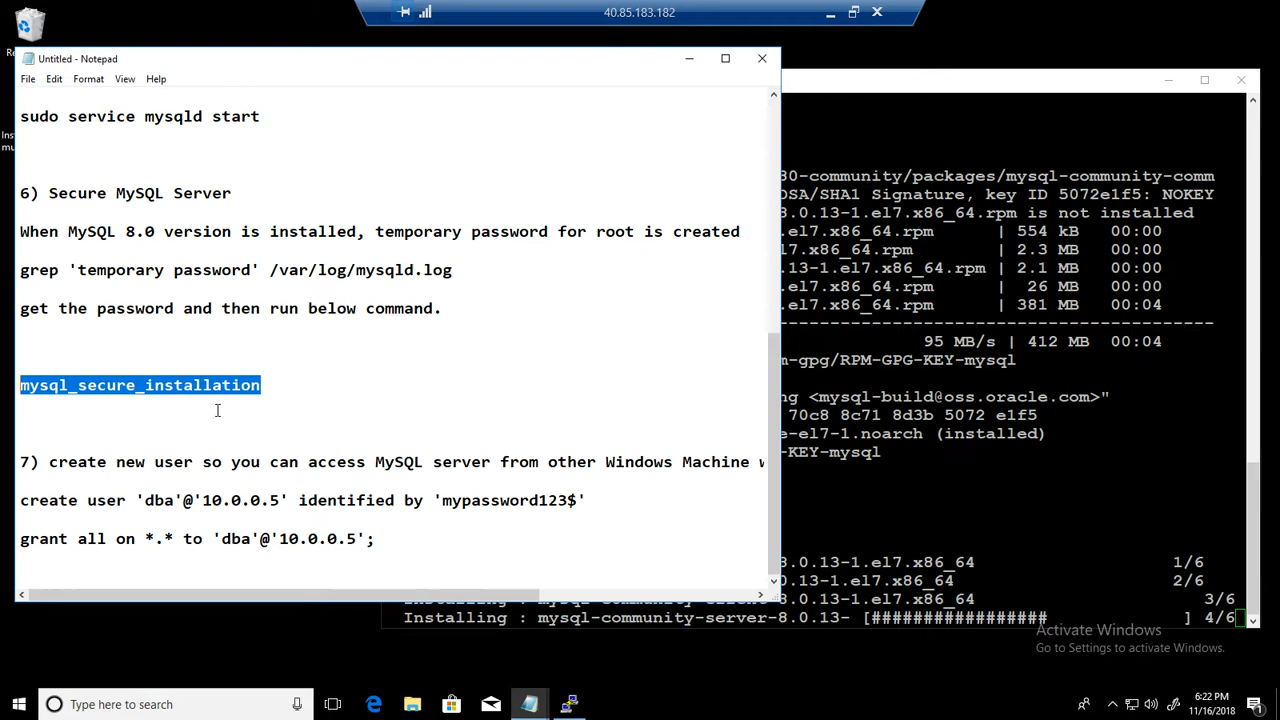 40.85.183.182
Untitled - Notepad
File Edit Format View Help
sudo service mysqld start
6) Secure MySQL Server
When MySQL 8.0 version is installed, temporary password for root is created
grep 'temporary password' /var/log/mysqld.log
get the password and then run below command.
mysql_secure_installation
7) create new user so you can access MySQL server from other Windows Machine
create user 'dba'@'10.0.0.5' identified by 'mypassword123$'
grant all on *.* to 'dba'@'10.0.0.5';
80-community/packages/mysql-community-comm
SA/SHA1 Signature, key ID 5072e1f5: NOKEY
8.0.13-1.el7.x86_64.rpm is not installed
.el7.x86_64.rpm | 554 kB 00:00
el7.x86_64.rpm | 2.3 MB 00:00
.13-1.el7.x86_64.rpm | 2.1 MB 00:00
.el7.x86_64.rpm | 26 MB 00:00
.el7.x86_64.rpm | 381 MB 00:04
95 MB/s | 412 MB 00:04
m-gpg/RPM-GPG-KEY-mysql
ng <mysql-build@oss.oracle.com>"
70c8 8c71 8d3b 5072 e1f5
e-el7-1.noarch (installed)
-KEY-mysql
8.0.13-1.el7.x86_64 1/6
.0.13-1.el7.x86_64 2/6
8.0.13-1.el7.x86_64 3/6
Installing : mysql-community-server-8.0.13- [################# ] 4/6
Activate Windows
Go to Settings to activate Windows.
Type here to search
6:22 PM
11/16/2018
1